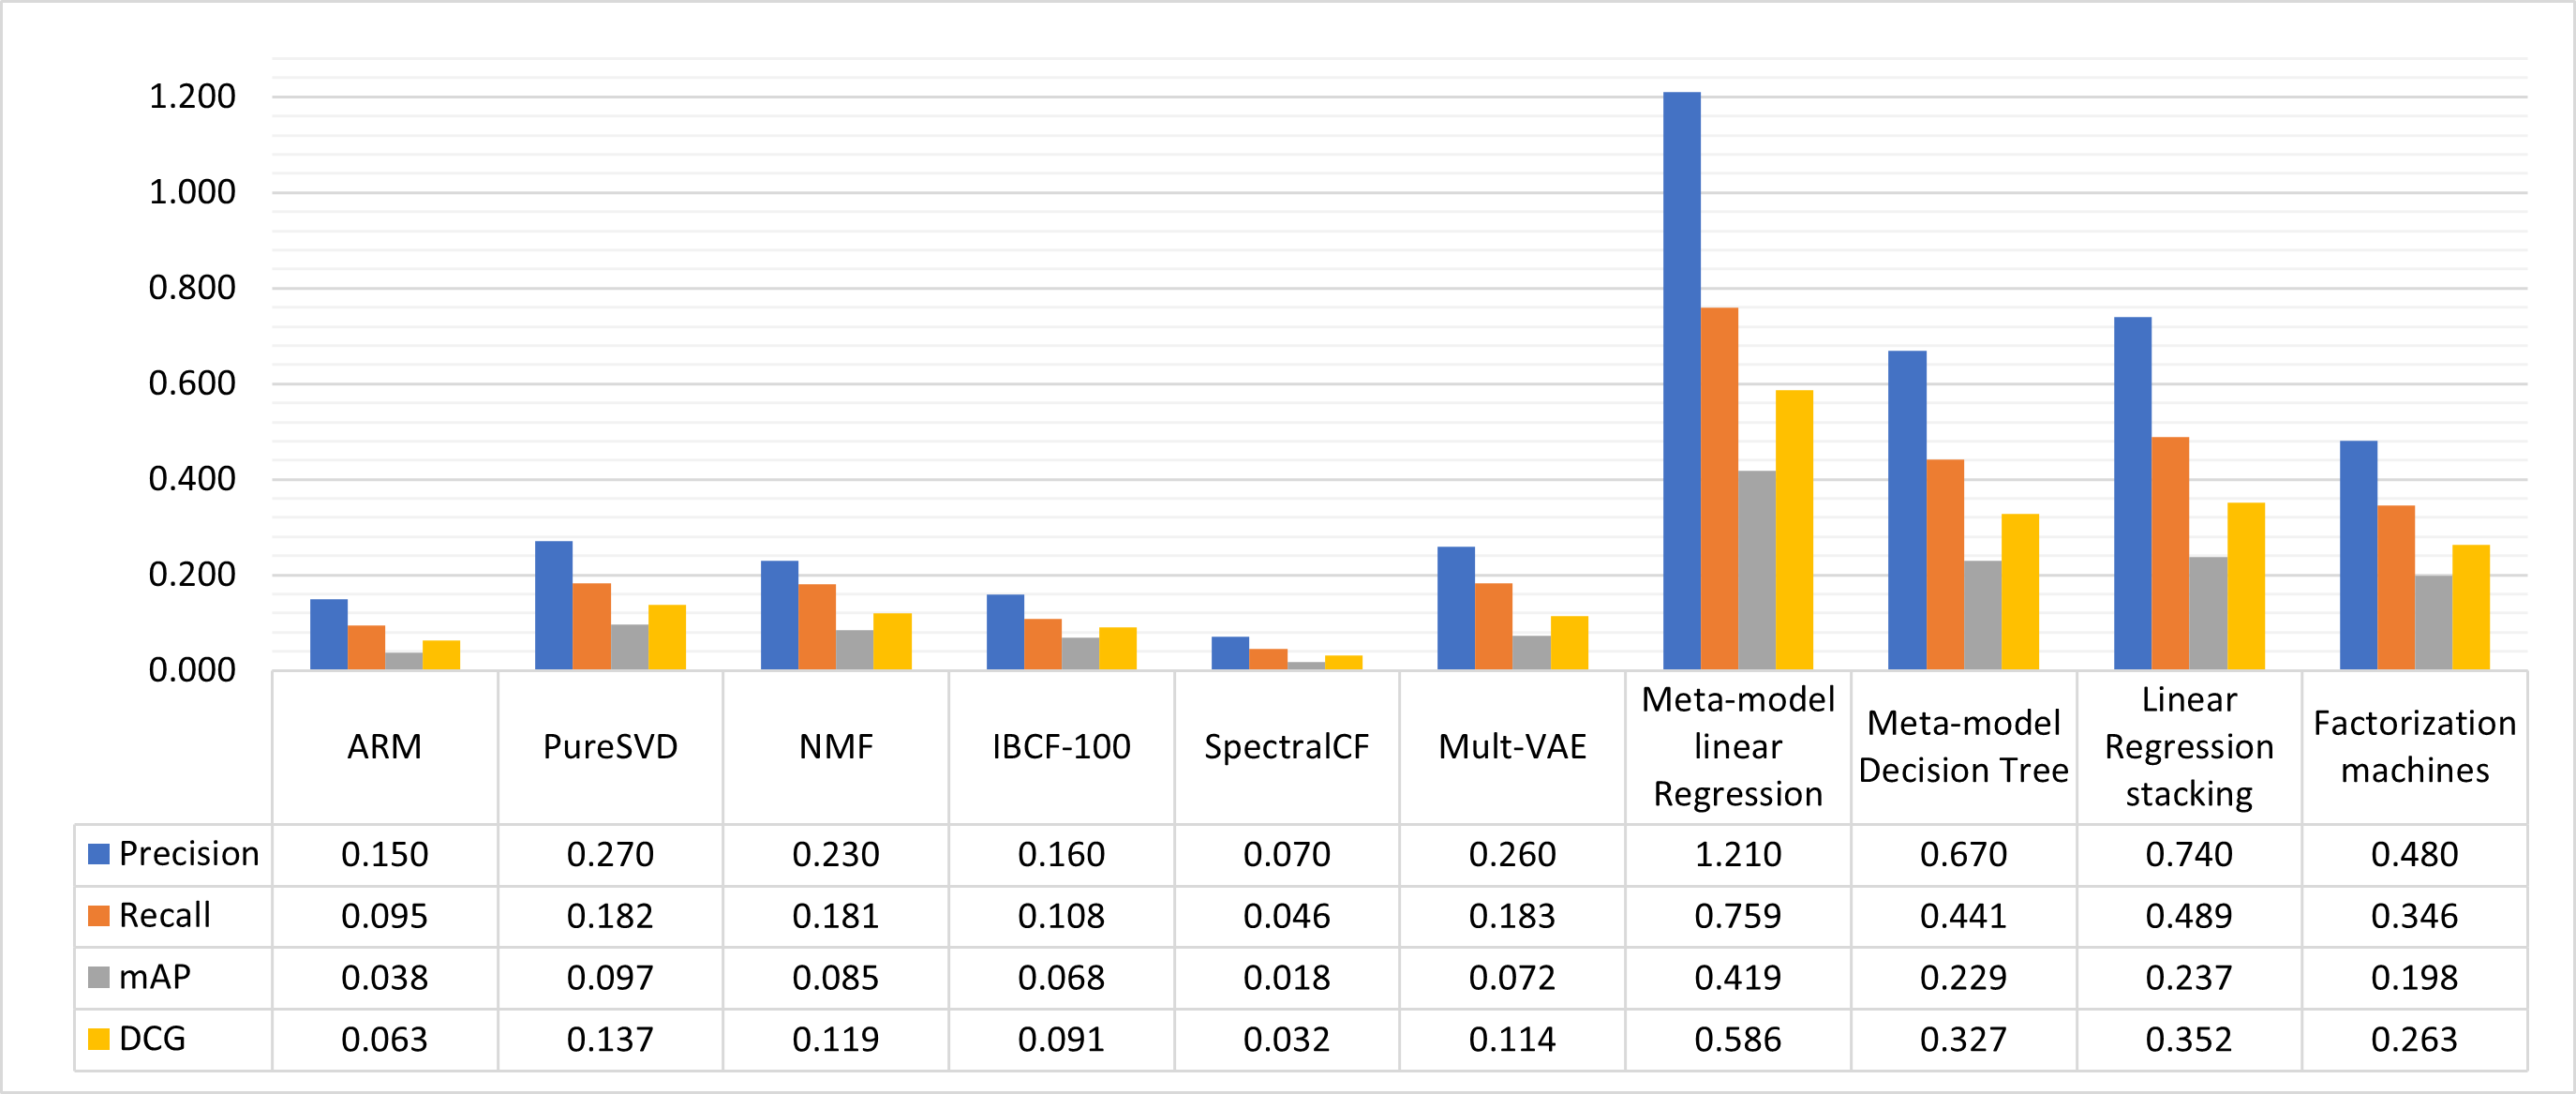 1.200
1.000
0.800
0.600
0.400
0.200
0.000
ARM PureSVD NMF IBCF-100 SpectralCF Mult-VAE
Meta-model
linear
Regression
Meta-model
Decision Tree
Linear
Regression
stacking
Factorization
machines
Precision 0.150 0.270 0.230 0.160 0.070 0.260 1.210 0.670 0.740 0.480
Recall 0.095 0.182 0.181 0.108 0.046 0.183 0.759 0.441 0.489 0.346
mAP 0.038 0.097 0.085 0.068 0.018 0.072 0.419 0.229 0.237 0.198
DCG 0.063 0.137 0.119 0.091 0.032 0.114 0.586 0.327 0.352 0.263